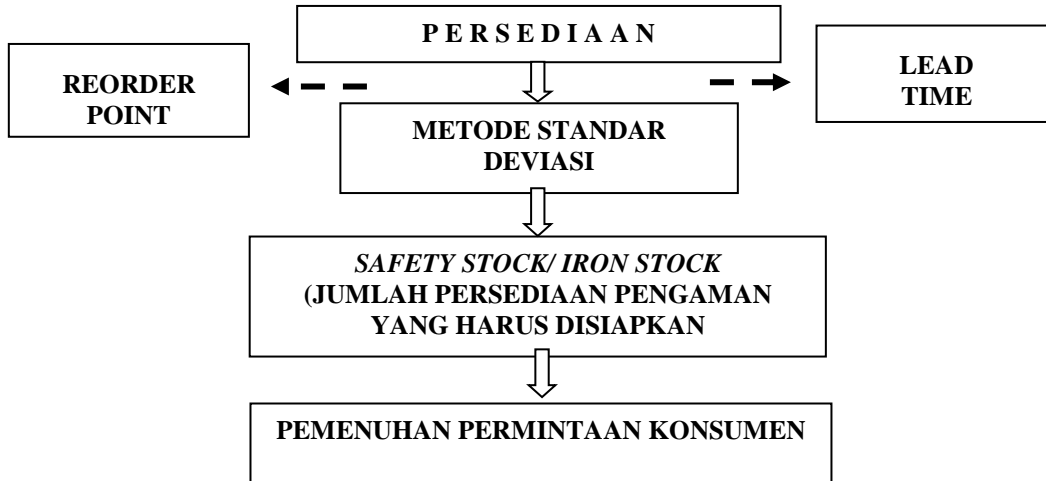 P E R S E D I A A N
REORDER
POINT
LEAD
TIME
METODE STANDAR
DEVIASI
SAFETY STOCK/ IRON STOCK
(JUMLAH PERSEDIAAN PENGAMAN
YANG HARUS DISIAPKAN
PEMENUHAN PERMINTAAN KONSUMEN